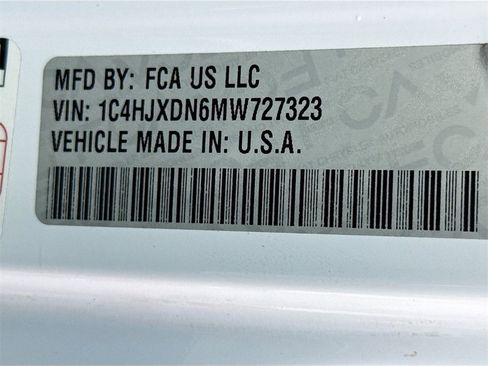 MFD BY: FCA US LLC
VIN: 1C4HJXDN6MW727323
VEHICLE MADE IN: U.S.A.